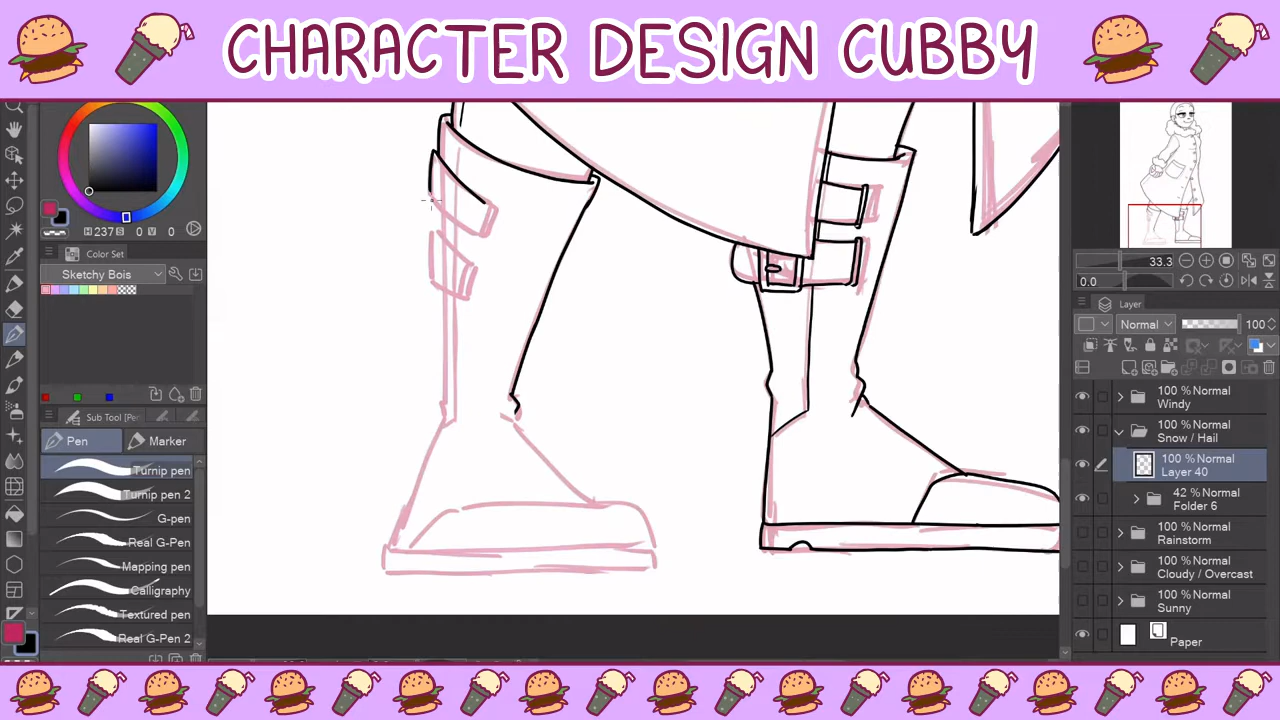 CHARACTER DESIGN CUBBY
H 237 S 0 V 0
Color Set
Sketchy Bois
Sub Tool [Per
Pen
Marker
Turnip pen
Turnip pen 2
G-pen
Real G-Pen
Mapping pen
Calligraphy
Textured pen
Real G-Pen 2
33.3
0.0
Layer
Normal
100
100 % Normal
Windy
100 % Normal
Snow / Hail
100 % Normal
Layer 40
42 % Normal
Folder 6
100 % Normal
Rainstorm
100 % Normal
Cloudy / Overcast
100 % Normal
Sunny
Paper